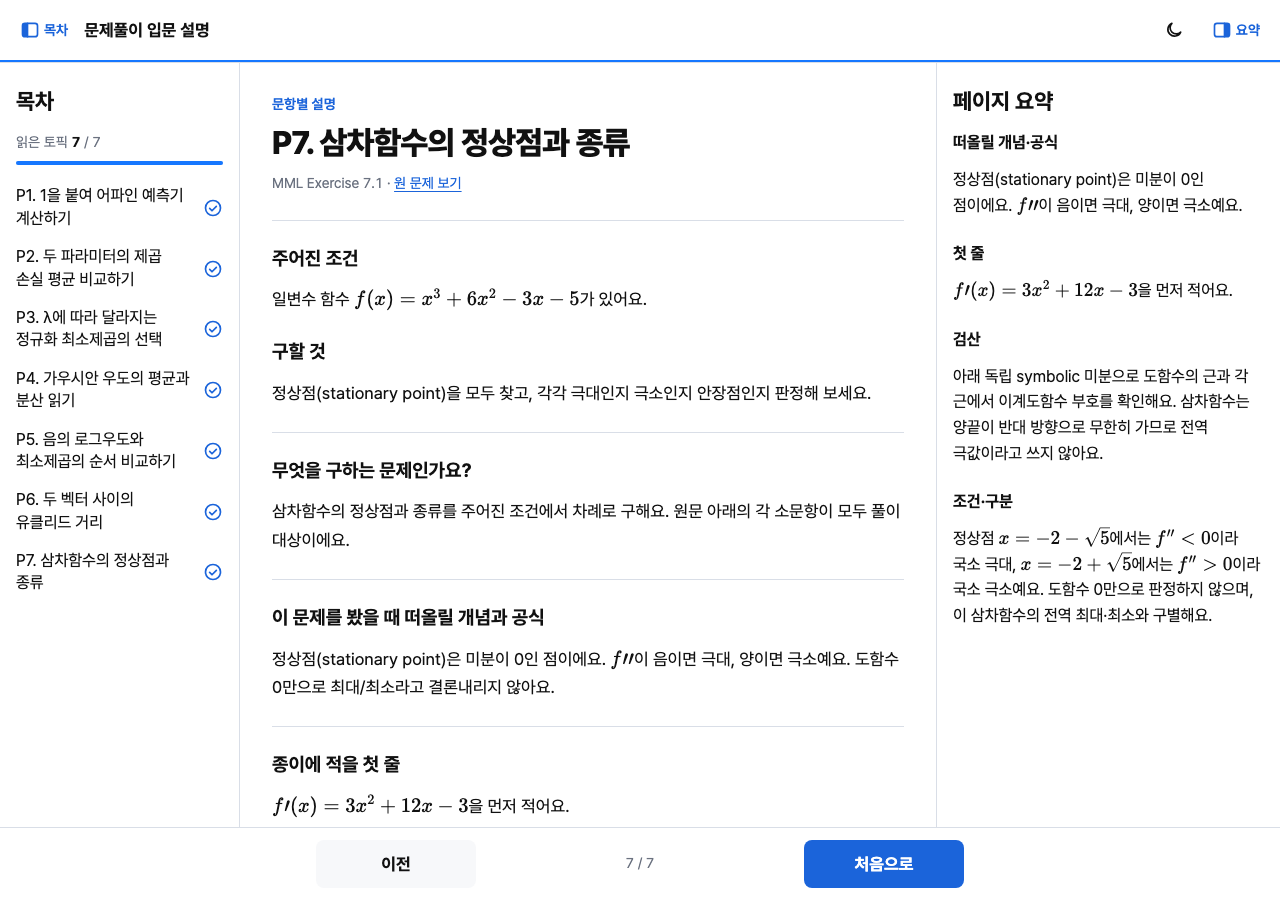 목차
문제풀이 입문 설명
요약
목차
읽은 토픽 7 / 7
P1. 1을 붙여 어파인 예측기
계산하기
P2. 두 파라미터의 제곱
손실 평균 비교하기
P3. λ에 따라 달라지는
정규화 최소제곱의 선택
P4. 가우시안 우도의 평균과
분산 읽기
P5. 음의 로그우도와
최소제곱의 순서 비교하기
P6. 두 벡터 사이의
유클리드 거리
P7. 삼차함수의 정상점과
종류
문항별 설명
P7. 삼차함수의 정상점과 종류
MML Exercise 7.1 · 원 문제 보기
주어진 조건
일변수 함수 f(x) = x³ + 6x² − 3x − 5가 있어요.
구할 것
정상점(stationary point)을 모두 찾고, 각각 극대인지 극소인지 안장점인지 판정해 보세요.
무엇을 구하는 문제인가요?
삼차함수의 정상점과 종류를 주어진 조건에서 차례로 구해요. 원문 아래의 각 소문항이 모두 풀이
대상이에요.
이 문제를 봤을 때 떠올릴 개념과 공식
정상점(stationary point)은 미분이 0인 점이에요. f′′이 음이면 극대, 양이면 극소예요. 도함수
0만으로 최대/최소라고 결론내리지 않아요.
종이에 적을 첫 줄
f′(x) = 3x² + 12x − 3을 먼저 적어요.
페이지 요약
떠올릴 개념·공식
정상점(stationary point)은 미분이 0인
점이에요. f′′이 음이면 극대, 양이면 극소예요.
첫 줄
f′(x) = 3x² + 12x − 3을 먼저 적어요.
검산
아래 독립 symbolic 미분으로 도함수의 근과 각
근에서 이계도함수 부호를 확인해요. 삼차함수는
양끝이 반대 방향으로 무한히 가므로 전역
극값이라고 쓰지 않아요.
조건·구분
정상점 x = −2 − √5에서는 f″ < 0이라
국소 극대, x = −2 + √5에서는 f″ > 0이라
국소 극소예요. 도함수 0만으로 판정하지 않으며,
이 삼차함수의 전역 최대·최소와 구별해요.
이전
7 / 7
처음으로